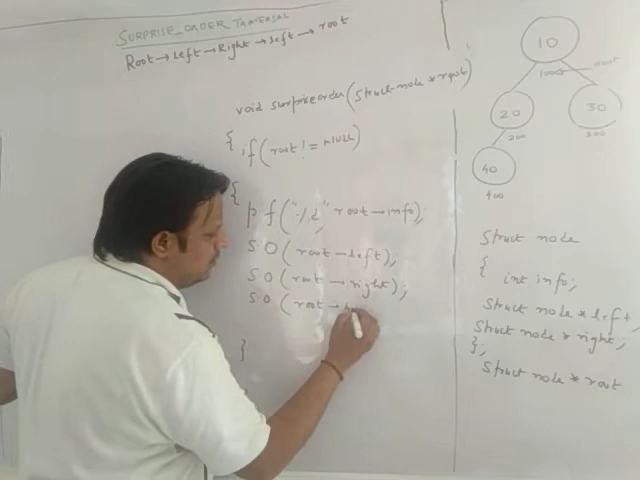 SURPRISE_ORDER TRAVERSAL
Root → Left → Right → Left → root
void surpriseorder(Struct node * root)
{ if(root != NULL)
{
pf("%d," root → info);
SO(root → left);
SO(root → right);
SO(root →
}
10
1000 root
20
200
30
300
40
400
Struct node
{
int info;
Struct node * left,
Struct node * right;
};
Struct node * root